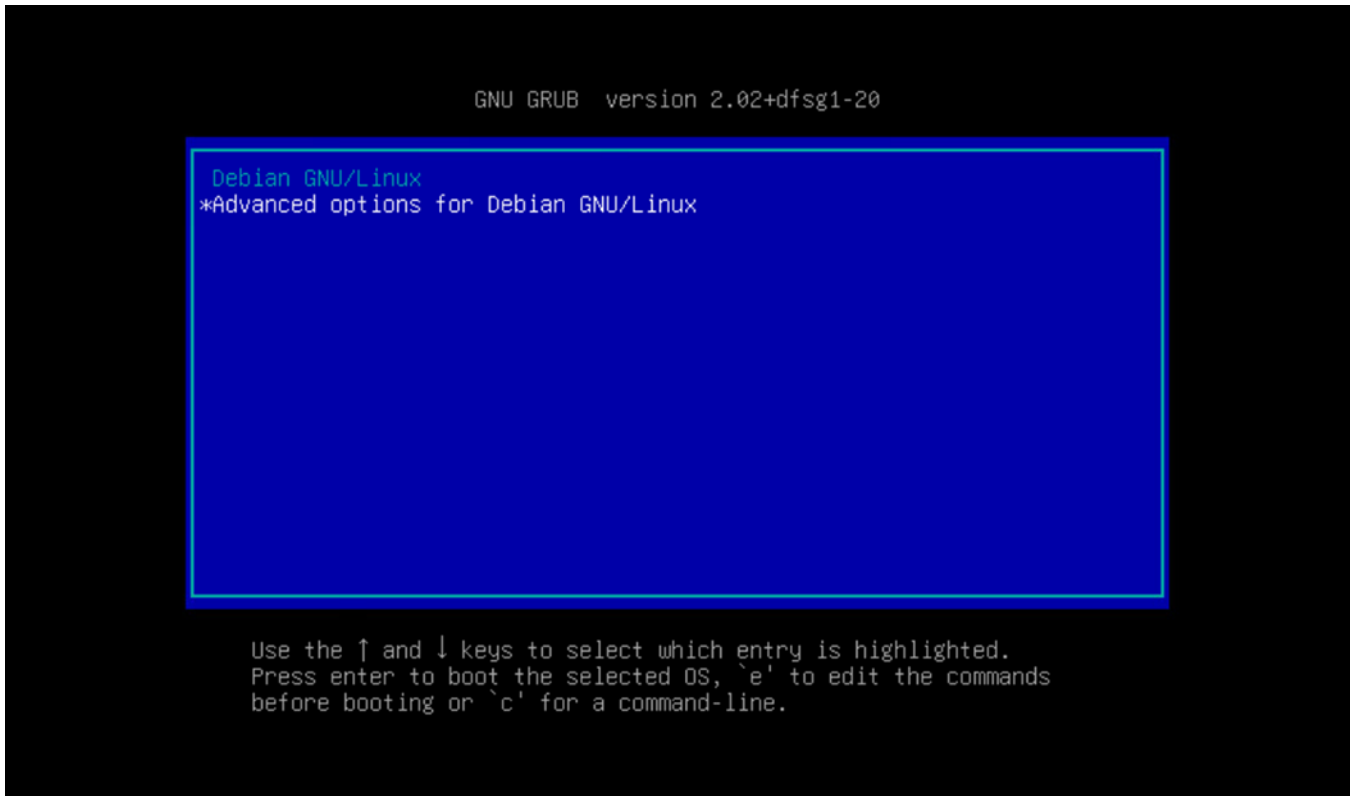 GNU GRUB  version 2.02+dfsg1-20
Debian GNU/Linux
*Advanced options for Debian GNU/Linux
Use the ↑ and ↓ keys to select which entry is highlighted.
Press enter to boot the selected OS, `e' to edit the commands
before booting or `c' for a command-line.